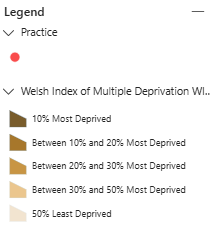 Legend
Practice
Welsh Index of Multiple Deprivation WI..
10% Most Deprived
Between 10% and 20% Most Deprived
Between 20% and 30% Most Deprived
Between 30% and 50% Most Deprived
50% Least Deprived